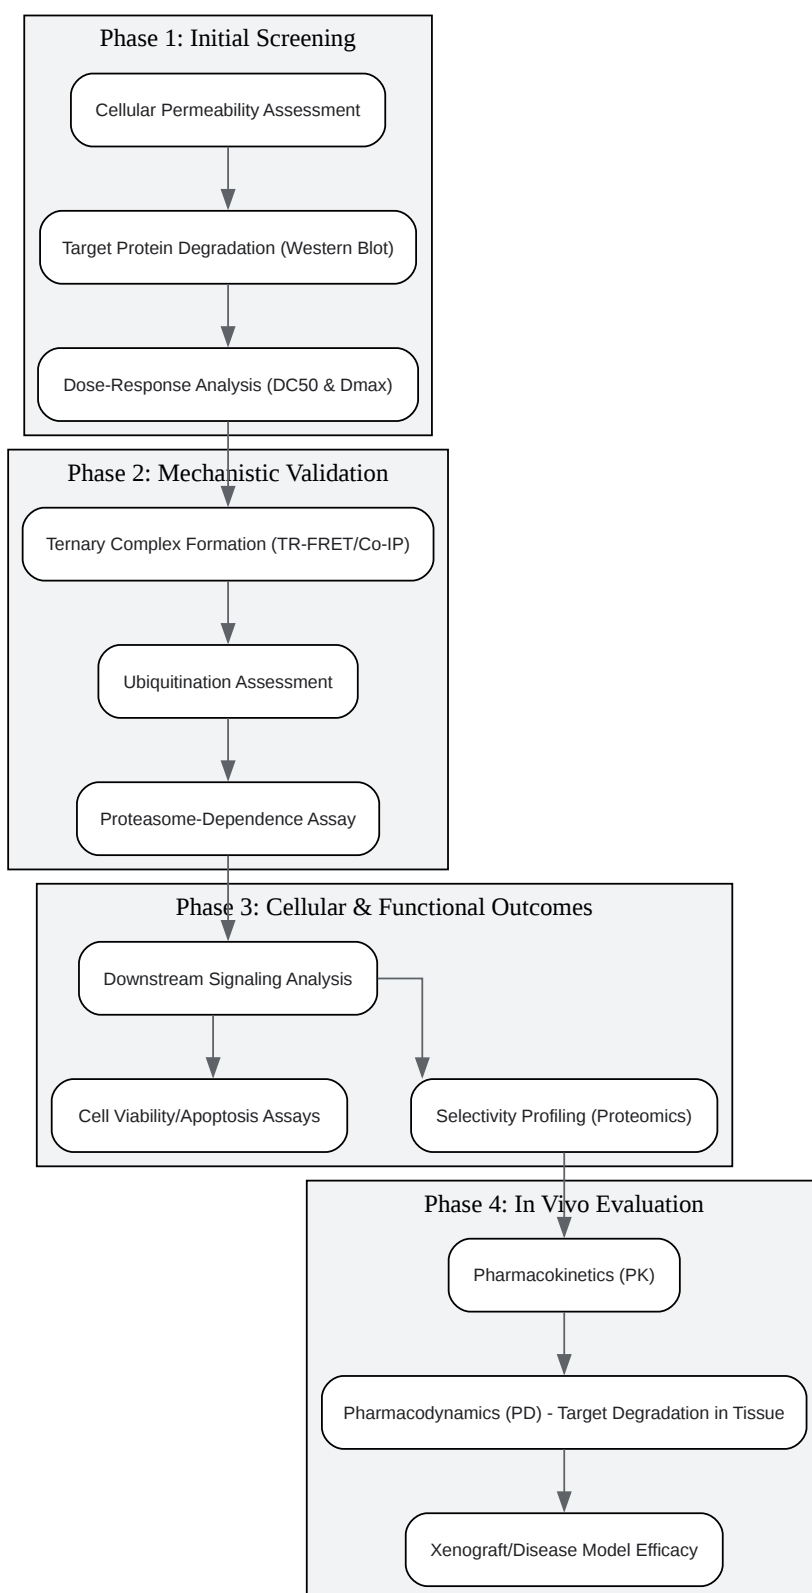 Phase 1: Initial Screening
Cellular Permeability Assessment
Target Protein Degradation (Western Blot)
Dose-Response Analysis (DC50 & Dmax)
Phase 2: Mechanistic Validation
Ternary Complex Formation (TR-FRET/Co-IP)
Ubiquitination Assessment
Proteasome-Dependence Assay
Phase 3: Cellular & Functional Outcomes
Downstream Signaling Analysis
Cell Viability/Apoptosis Assays
Selectivity Profiling (Proteomics)
Phase 4: In Vivo Evaluation
Pharmacokinetics (PK)
Pharmacodynamics (PD) - Target Degradation in Tissue
Xenograft/Disease Model Efficacy